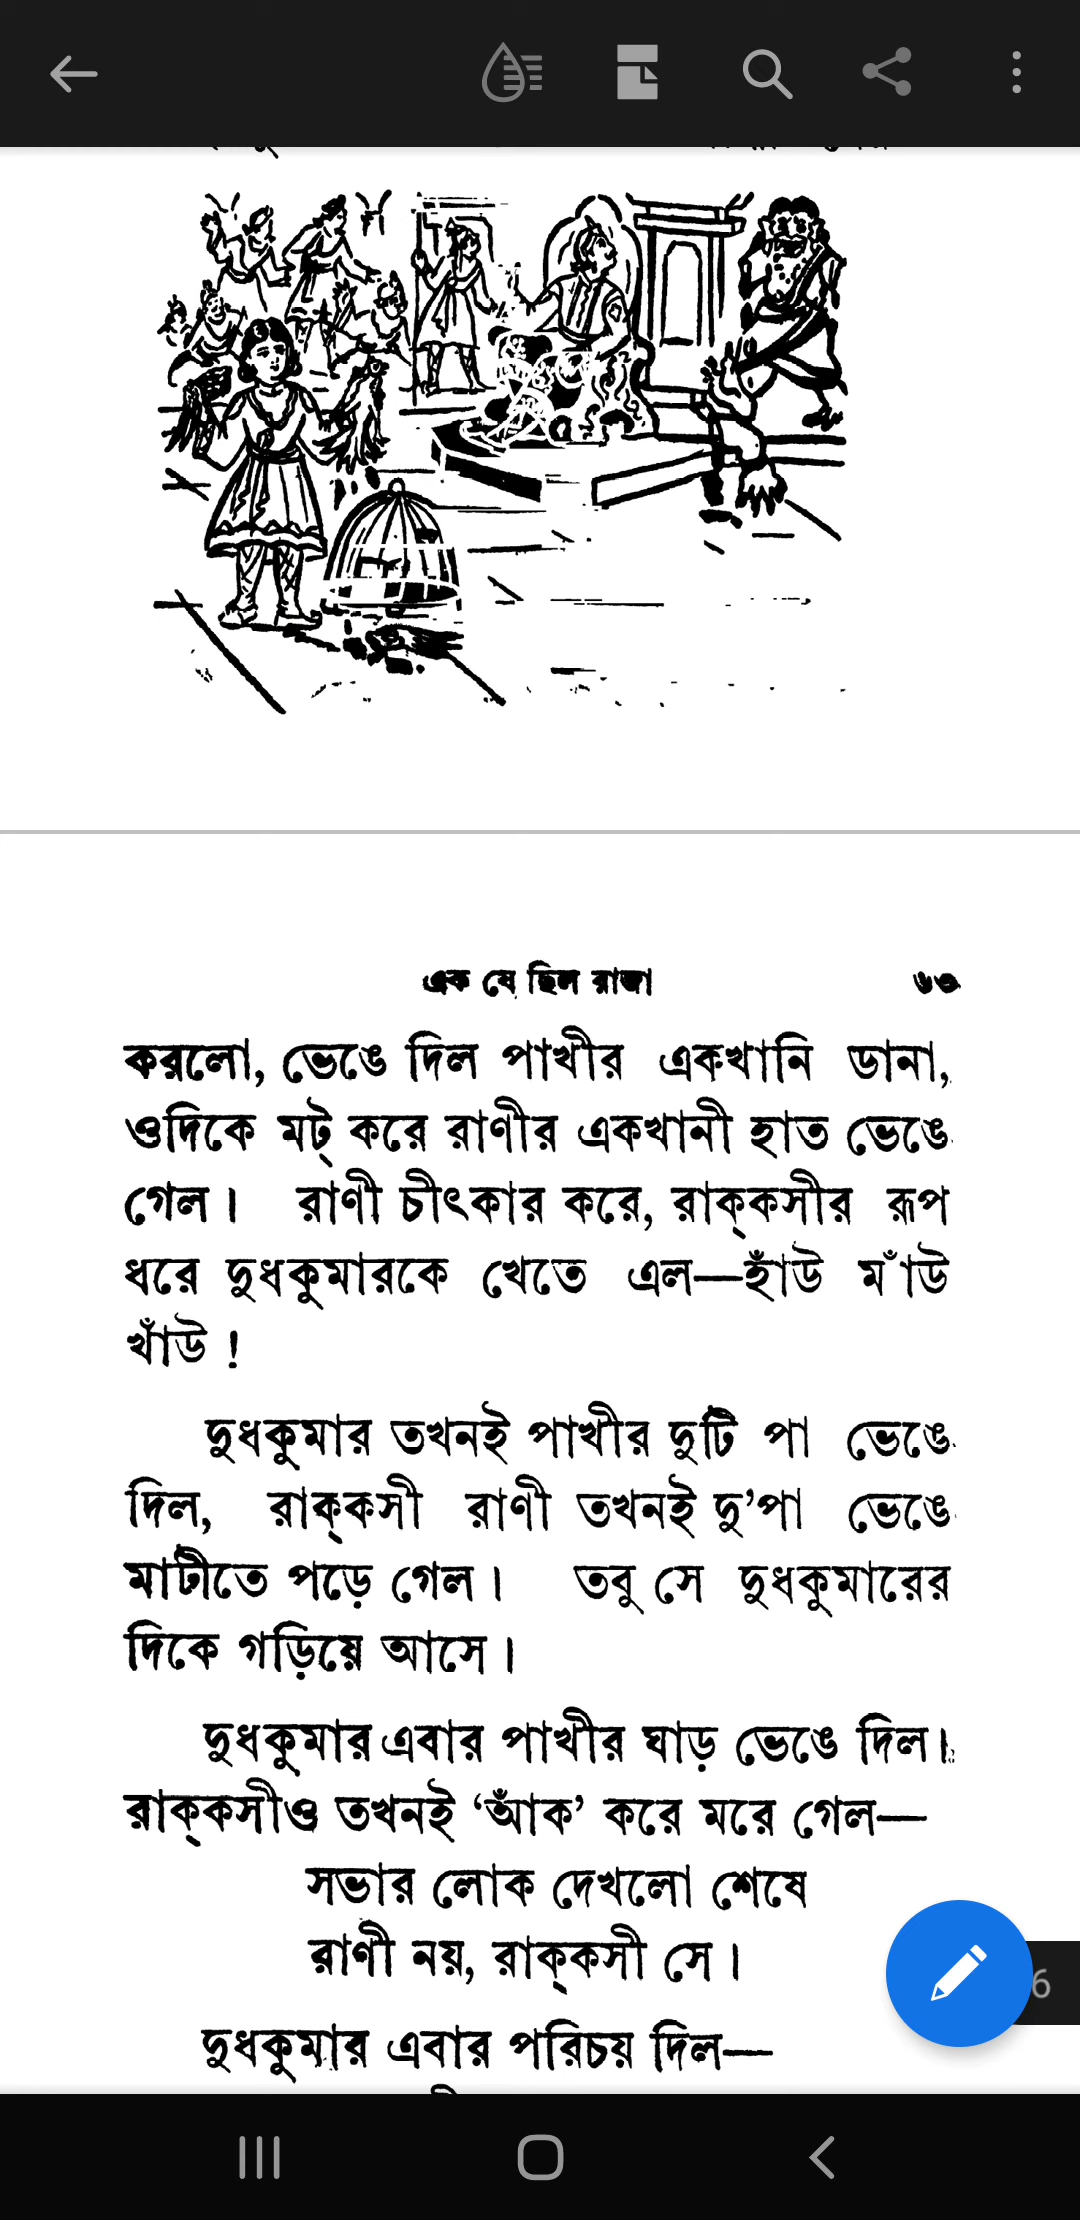 এক যে ছিল রাজা ৬৩
করলো, ভেঙে দিল পাখীর একখানি ডানা,
ওদিকে মট্ করে রাণীর একখানী হাত ভেঙে
গেল। রাণী চীৎকার করে, রাক্কসীর রূপ
ধরে দুধকুমারকে খেতে এল—হাঁউ মাঁউ
খাঁউ !
দুধকুমার তখনই পাখীর দুটি পা ভেঙে
দিল, রাক্কসী রাণী তখনই দু’পা ভেঙে
মাটীতে পড়ে গেল। তবু সে দুধকুমারের
দিকে গড়িয়ে আসে।
দুধকুমার এবার পাখীর ঘাড় ভেঙে দিল।
রাক্কসীও তখনই ‘আঁক’ করে মরে গেল—
সভার লোক দেখলো শেষে
রাণী নয়, রাক্কসী সে।
6
দুধকুমার এবার পরিচয় দিল—